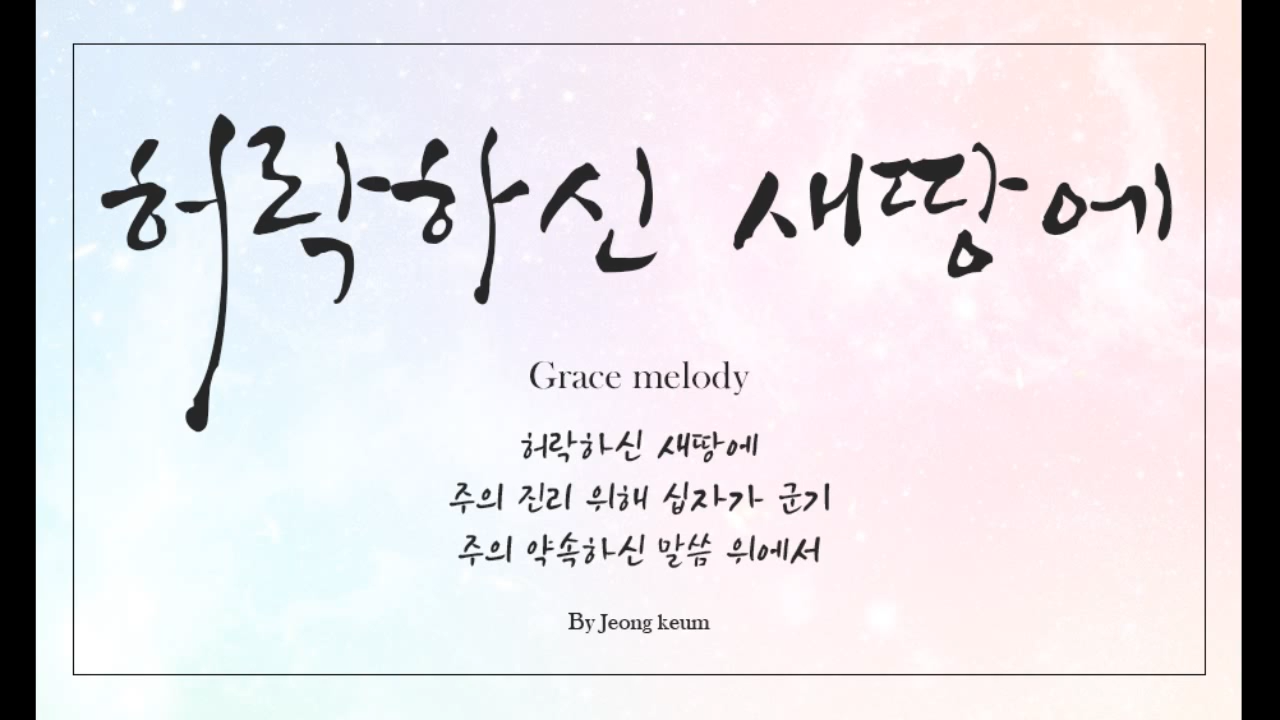 허락하신 새땅에
Grace melody
허락하신 새땅에
주의 진리 위해 십자가 군기
주의 약속하신 말씀 위에서
By Jeong keum